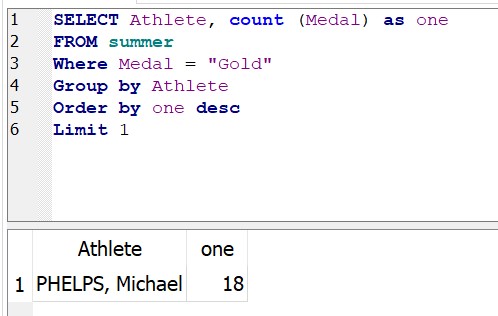 1 SELECT Athlete, count (Medal) as one
2 FROM summer
3 Where Medal = "Gold"
4 Group by Athlete
5 Order by one desc
6 Limit 1
Athlete one
1 PHELPS, Michael 18